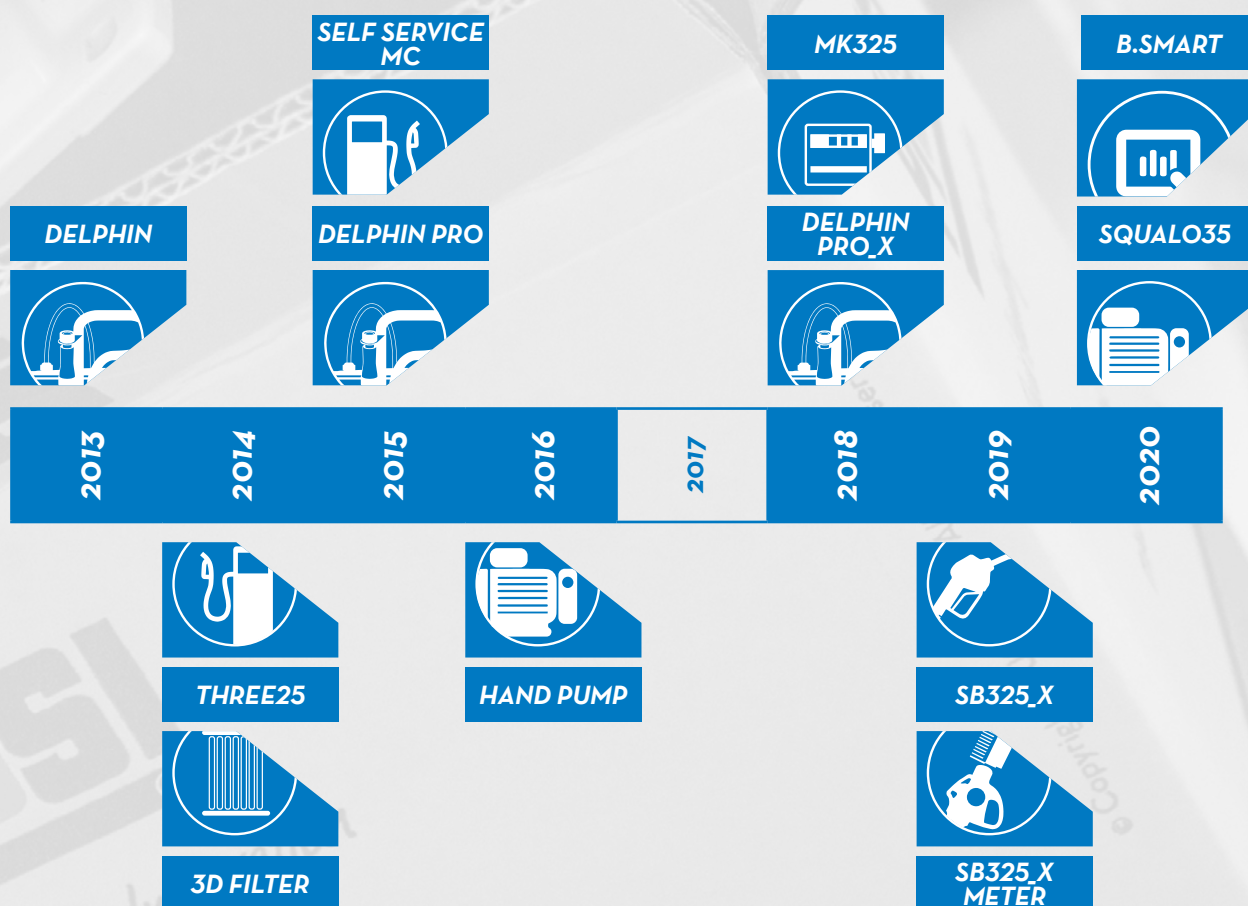 SELF SERVICE
MC
MK325
B.SMART
DELPHIN
DELPHIN PRO
DELPHIN
PRO_X
SQUALO35
2013
2014
2015
2016
2017
2018
2019
2020
THREE25
HAND PUMP
SB325_X
3D FILTER
SB325_X
METER
© Copyright